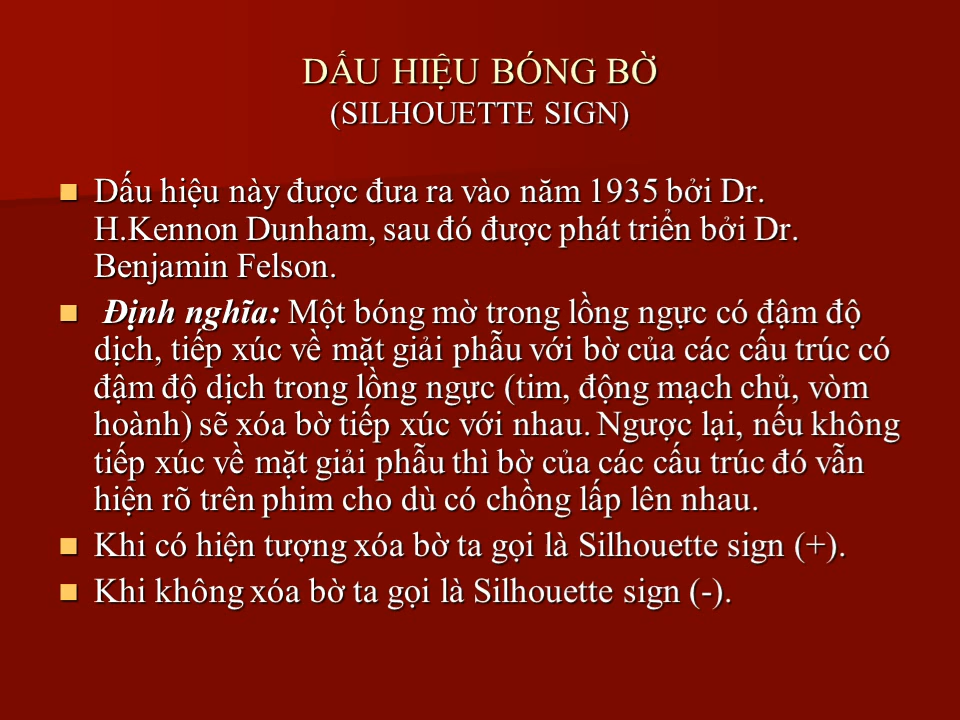 DẤU HIỆU BÓNG BỜ
(SILHOUETTE SIGN)
Dấu hiệu này được đưa ra vào năm 1935 bởi Dr.
H.Kennon Dunham, sau đó được phát triển bởi Dr.
Benjamin Felson.
Định nghĩa: Một bóng mờ trong lồng ngực có đậm độ
dịch, tiếp xúc về mặt giải phẫu với bờ của các cấu trúc có
đậm độ dịch trong lồng ngực (tim, động mạch chủ, vòm
hoành) sẽ xóa bờ tiếp xúc với nhau. Ngược lại, nếu không
tiếp xúc về mặt giải phẫu thì bờ của các cấu trúc đó vẫn
hiện rõ trên phim cho dù có chồng lấp lên nhau.
Khi có hiện tượng xóa bờ ta gọi là Silhouette sign (+).
Khi không xóa bờ ta gọi là Silhouette sign (-).